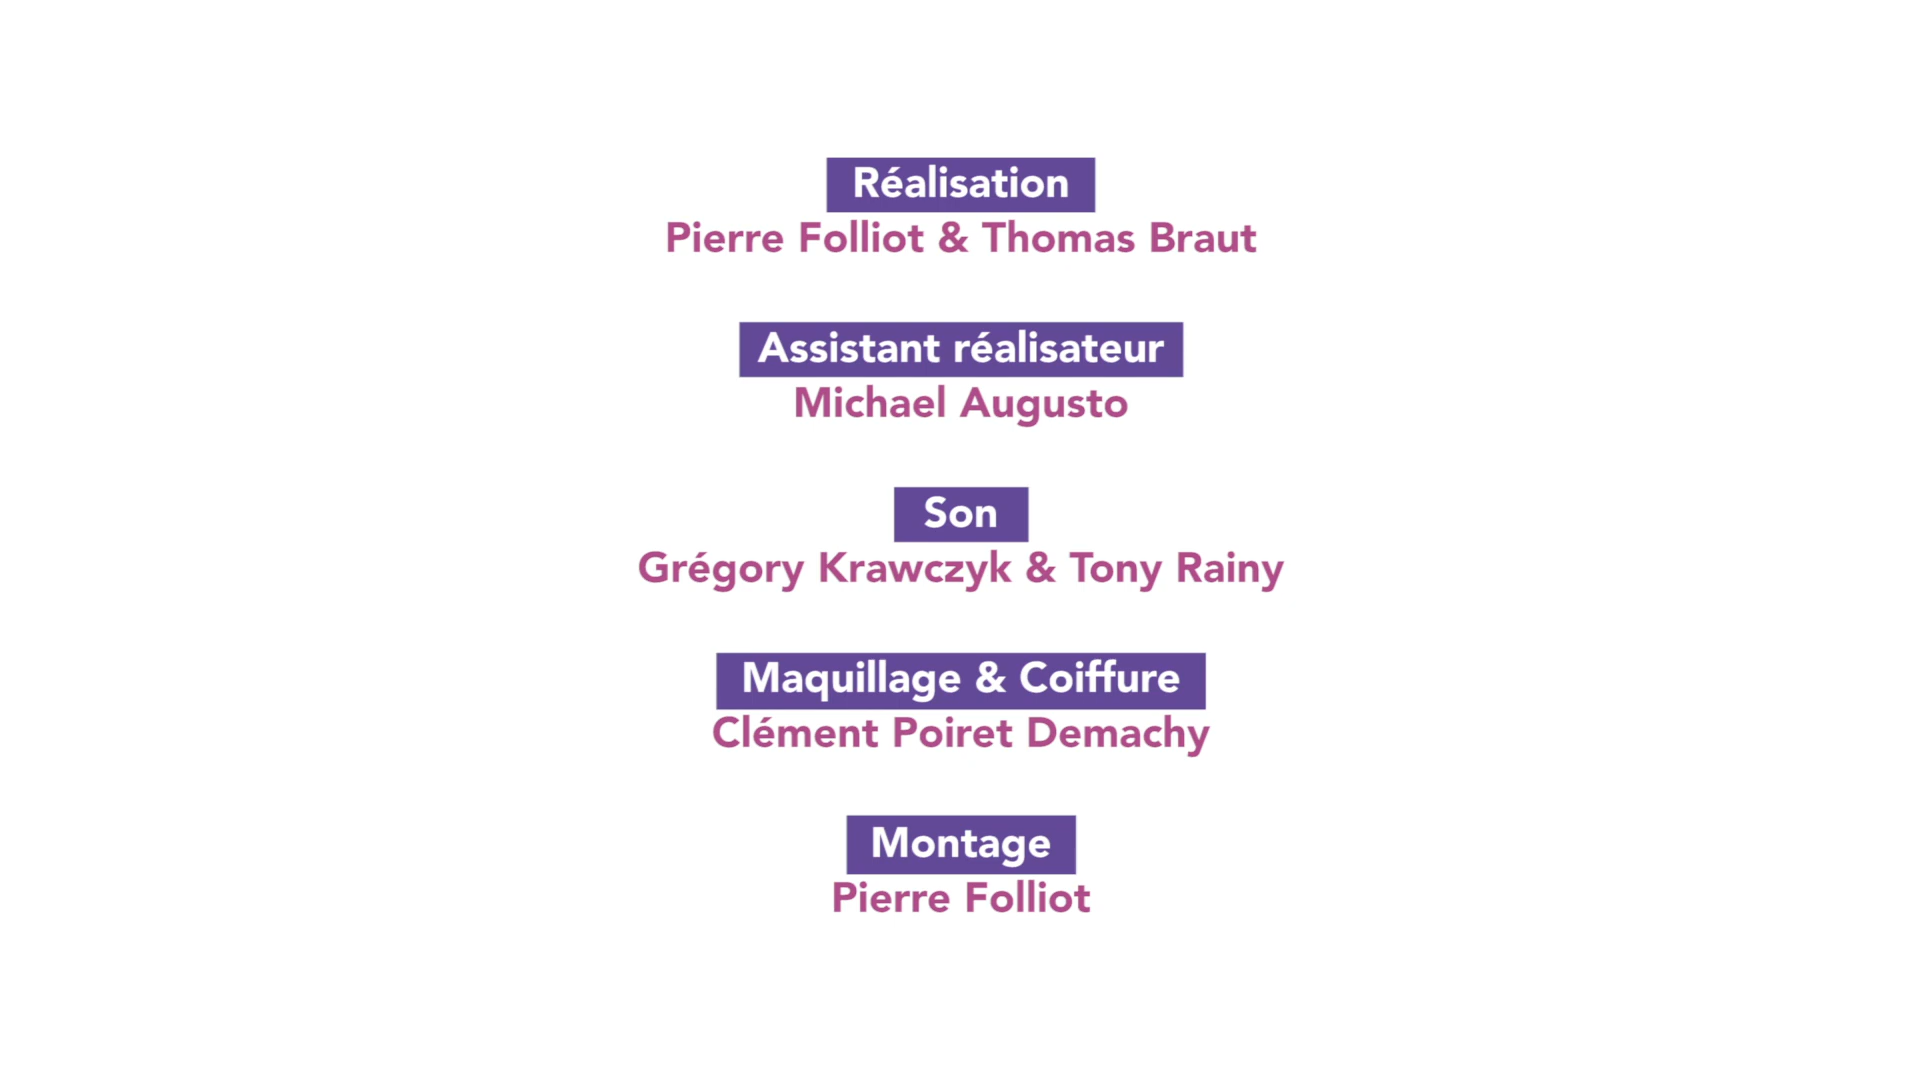 Réalisation
Pierre Folliot & Thomas Braut
Assistant réalisateur
Michael Augusto
Son
Grégory Krawczyk & Tony Rainy
Maquillage & Coiffure
Clément Poiret Demachy
Montage
Pierre Folliot